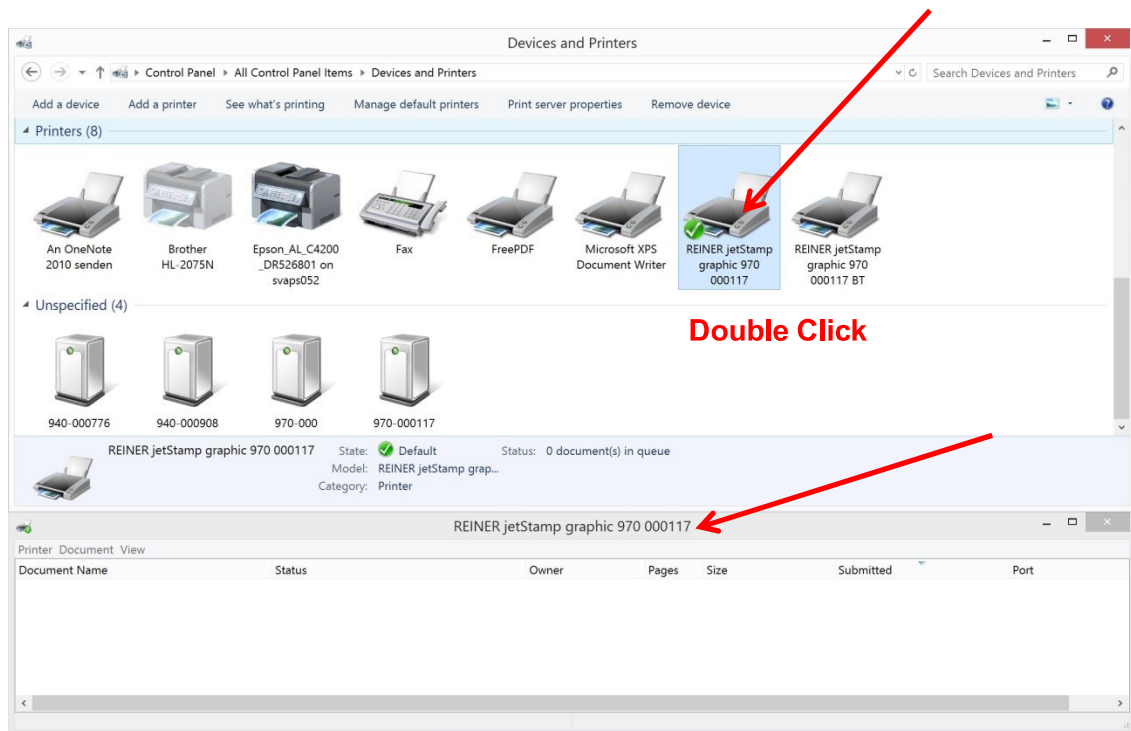 Devices and Printers
Control Panel All Control Panel Items Devices and Printers
Search Devices and Printers
Add a device Add a printer See what's printing Manage default printers Print server properties Remove device
Printers (8)
An OneNote
2010 senden
Brother
HL-2075N
Epson_AL_C4200
_DR526801 on
svaps052
Fax
FreePDF
Microsoft XPS
Document Writer
REINER jetStamp
graphic 970
000117
REINER jetStamp
graphic 970
000117 BT
Unspecified (4)
Double Click
940-000776 940-000908 970-000 970-000117
REINER jetStamp graphic 970 000117 State: Default Status: 0 document(s) in queue
Model: REINER jetStamp grap...
Category: Printer
REINER jetStamp graphic 970 000117
Printer Document View
Document Name Status Owner Pages Size Submitted Port